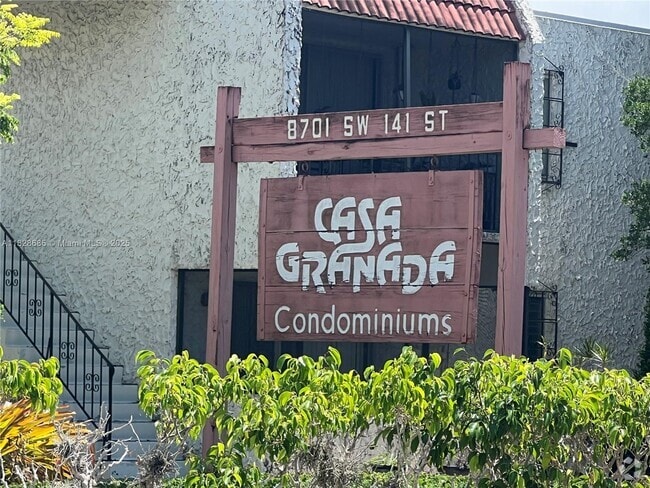 8701 SW 141 ST
CASA
GRANADA
Condominiums